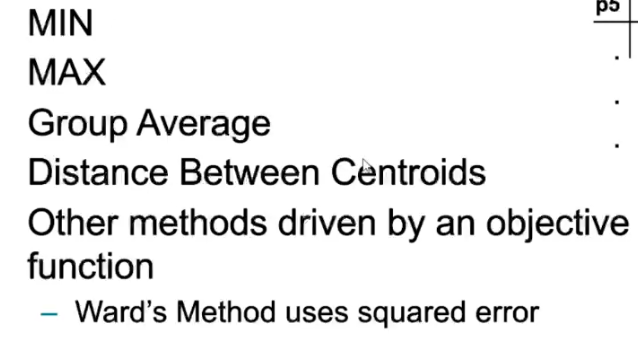 p5
MIN
MAX
Group Average
Distance Between Centroids
Other methods driven by an objective
function
– Ward's Method uses squared error